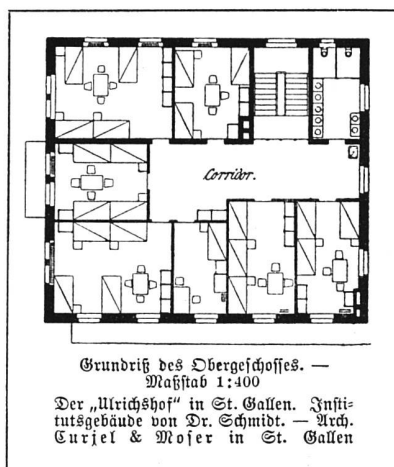 Corridor.
Grundriß des Obergeschosses. —
Maßstab 1:400
Der „Ulrichshof“ in St. Gallen. Insti-
tutsgebäude von Dr. Schmidt. — Arch.
Curjel & Moser in St. Gallen